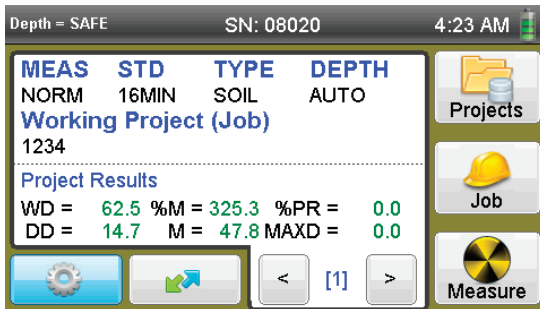 Depth = SAFE SN: 08020 4:23 AM
MEAS STD TYPE DEPTH
NORM 16MIN SOIL AUTO
Working Project (Job)
1234
Project Results
WD = 62.5 %M = 325.3 %PR = 0.0
DD = 14.7 M = 47.8 MAXD = 0.0
< [1] >
Projects
Job
Measure